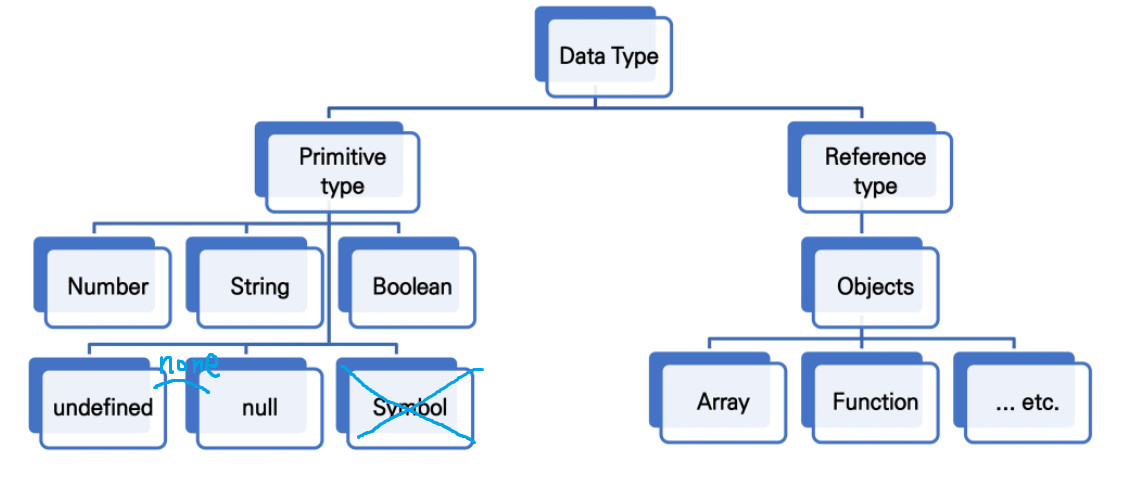 Data Type
Primitive
type
Reference
type
Number
String
Boolean
Objects
none
undefined
null
Symbol
Array
Function
... etc.